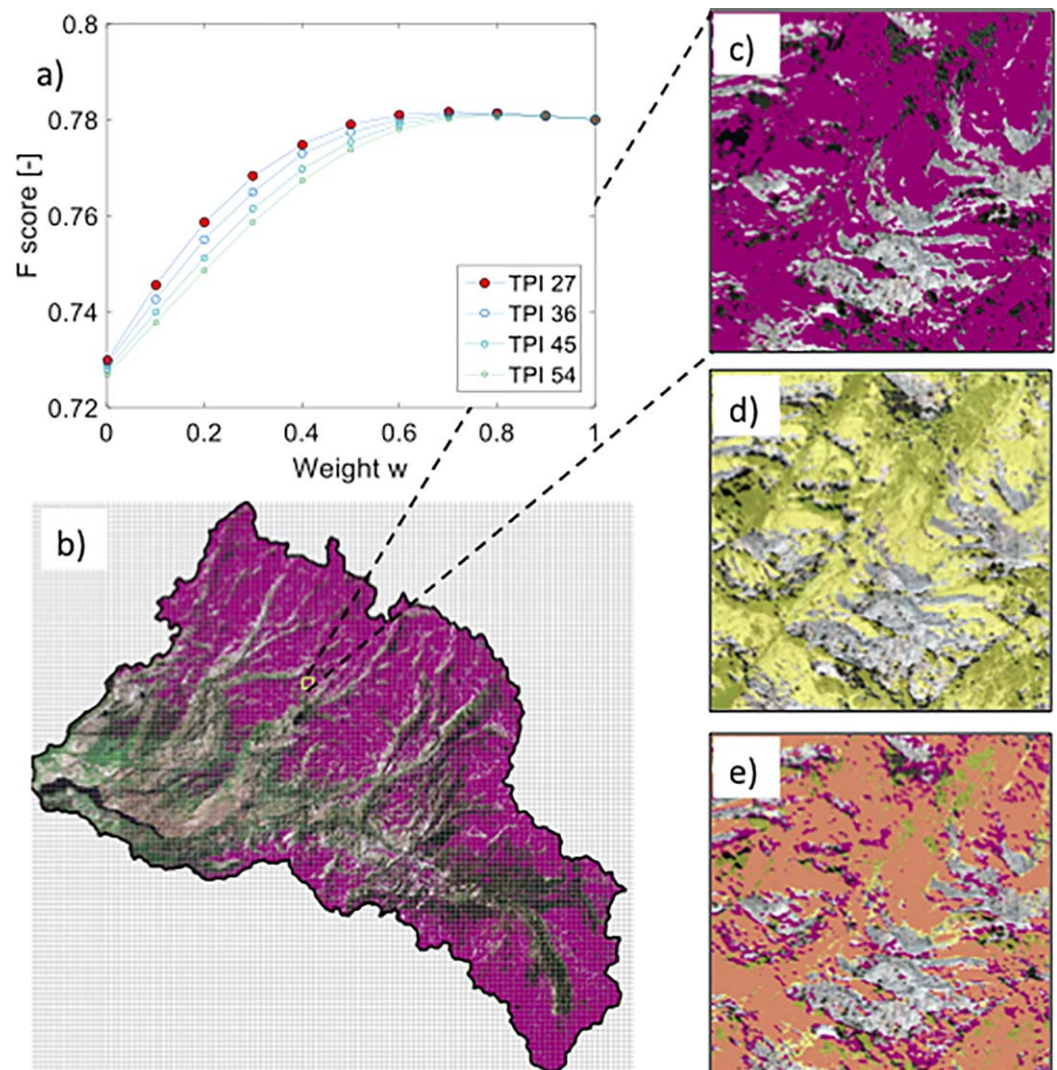 a)
0.8
0.78
0.76
0.74
0.72
F score [-]
0 0.2 0.4 0.6 0.8 1
Weight w
TPI 27
TPI 36
TPI 45
TPI 54
b)
c)
d)
e)